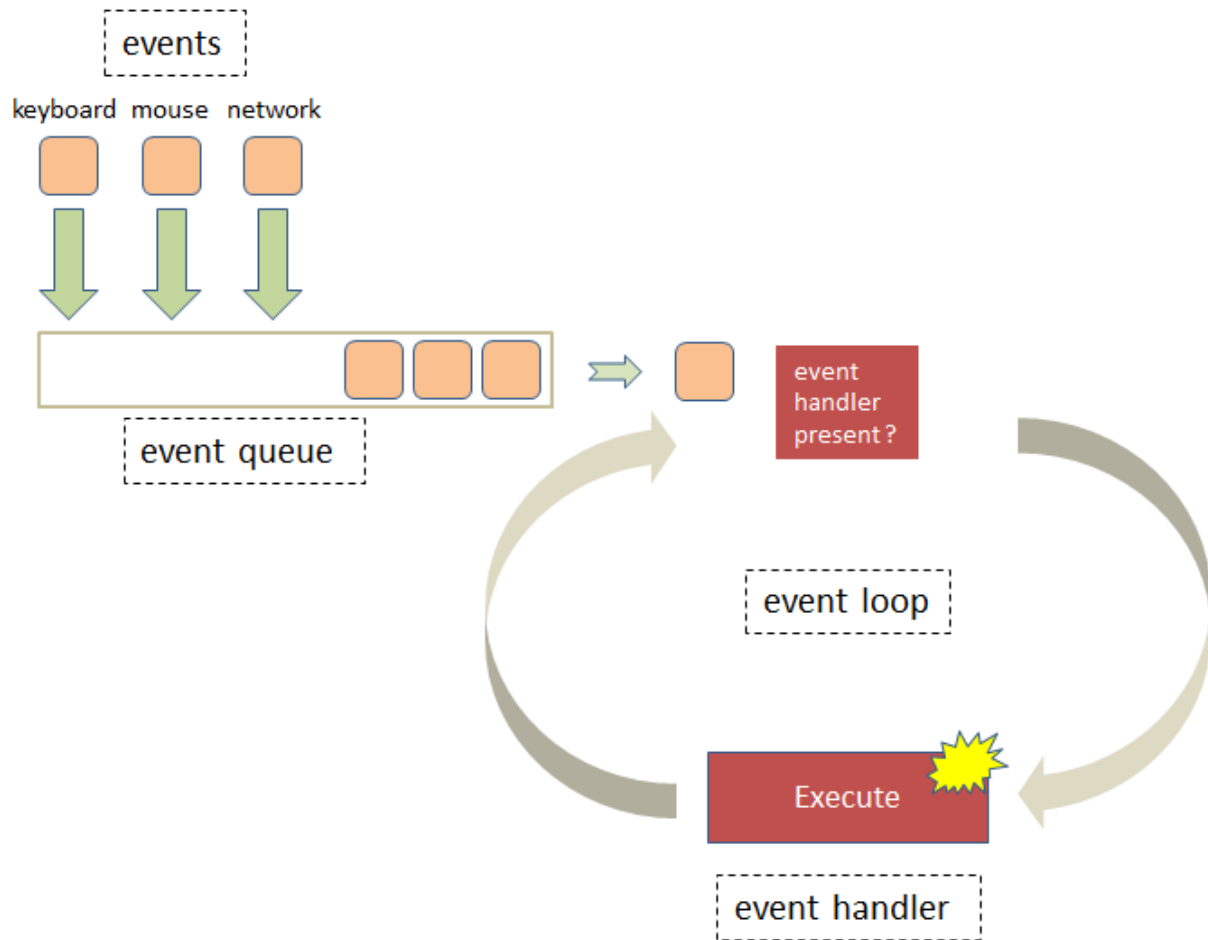 events
keyboard mouse network
event
handler
present ?
event queue
event loop
Execute
event handler